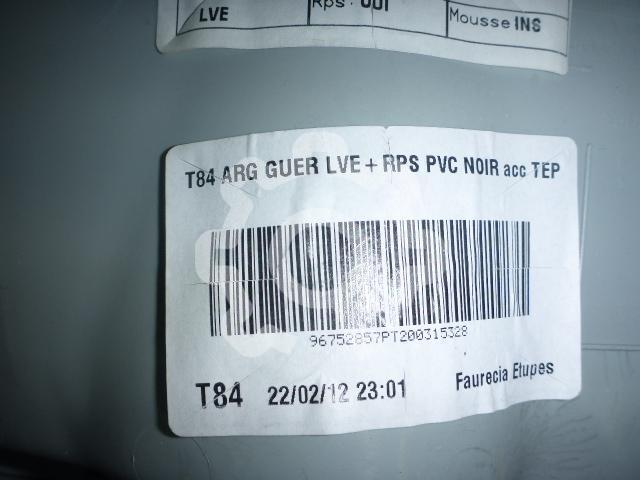 LVE
Rps: OUI
Mousse INS
T84 ARG GUER LVE + RPS PVC NOIR acc TEP
96752857PT200315328
T84 22/02/12 23:01 Faurecia Etupes